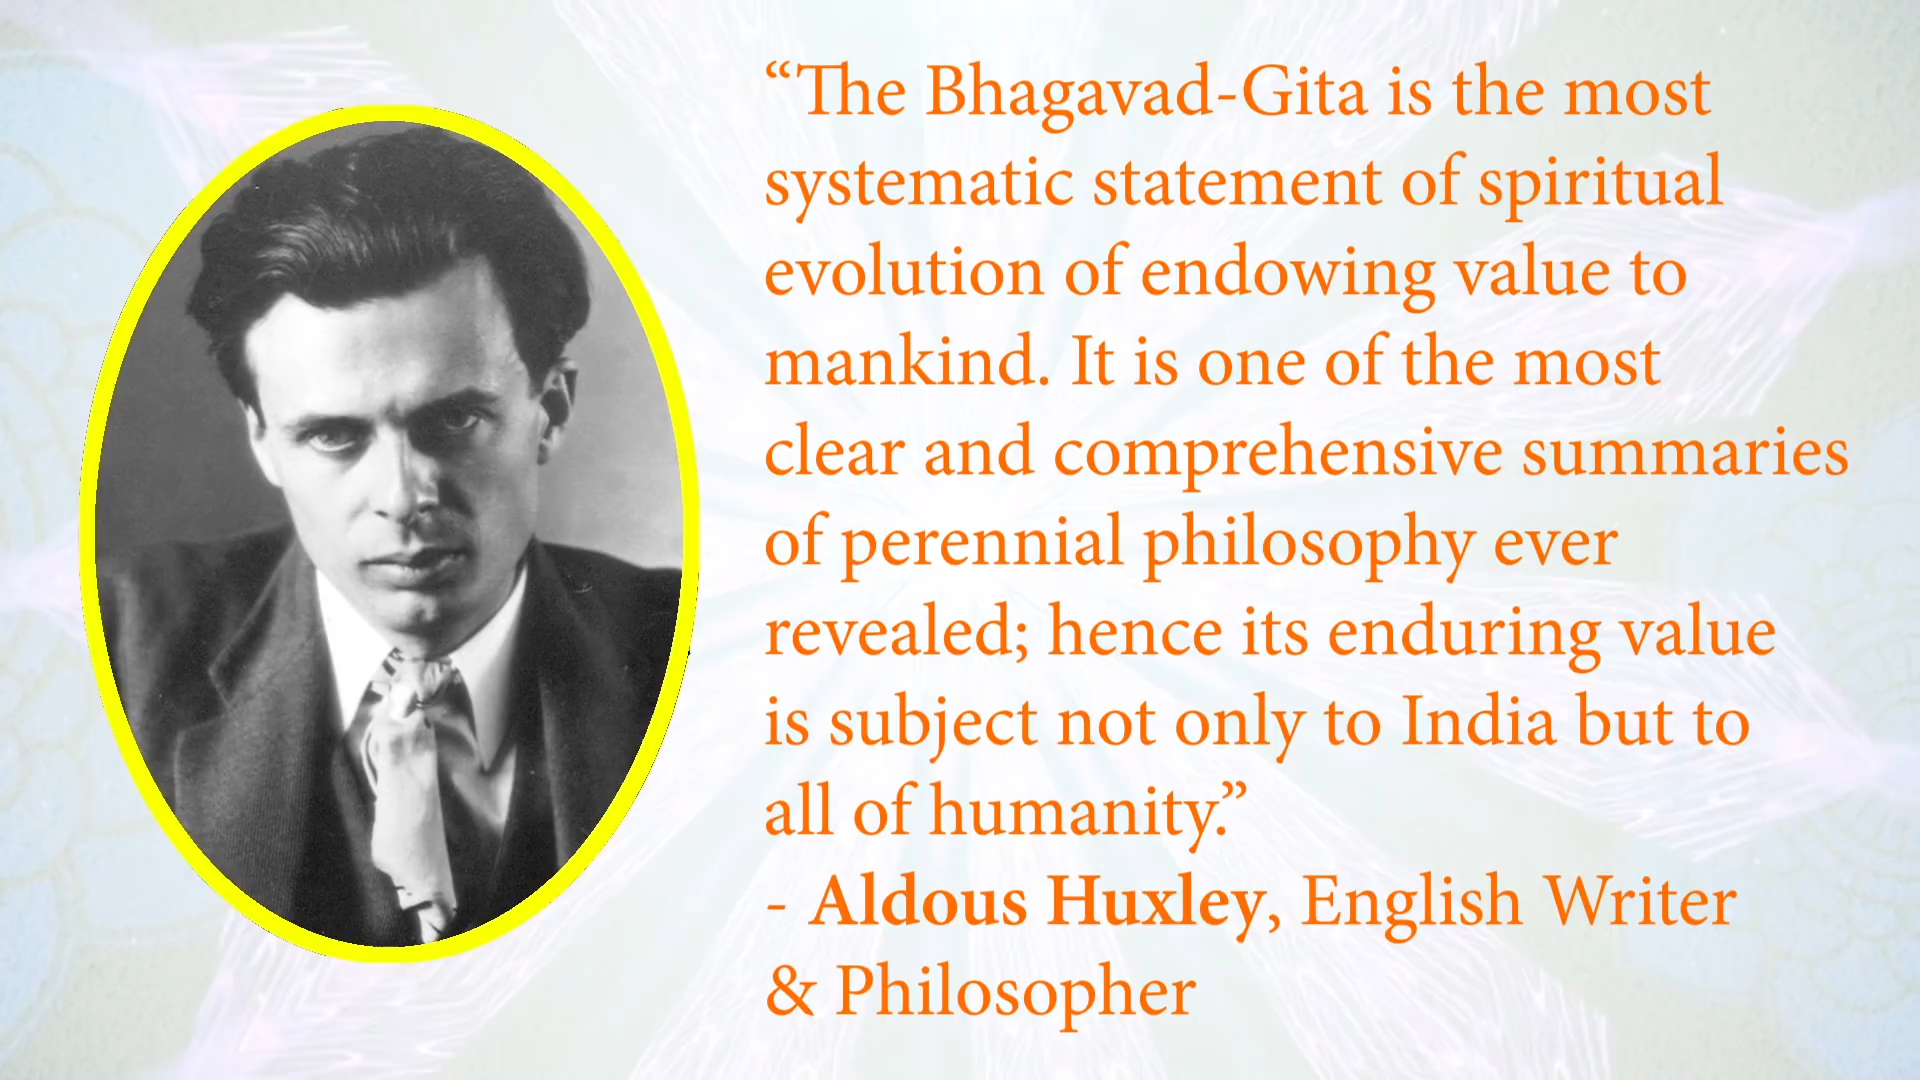 “The Bhagavad-Gita is the most
systematic statement of spiritual
evolution of endowing value to
mankind. It is one of the most
clear and comprehensive summaries
of perennial philosophy ever
revealed; hence its enduring value
is subject not only to India but to
all of humanity.”
- Aldous Huxley, English Writer
& Philosopher